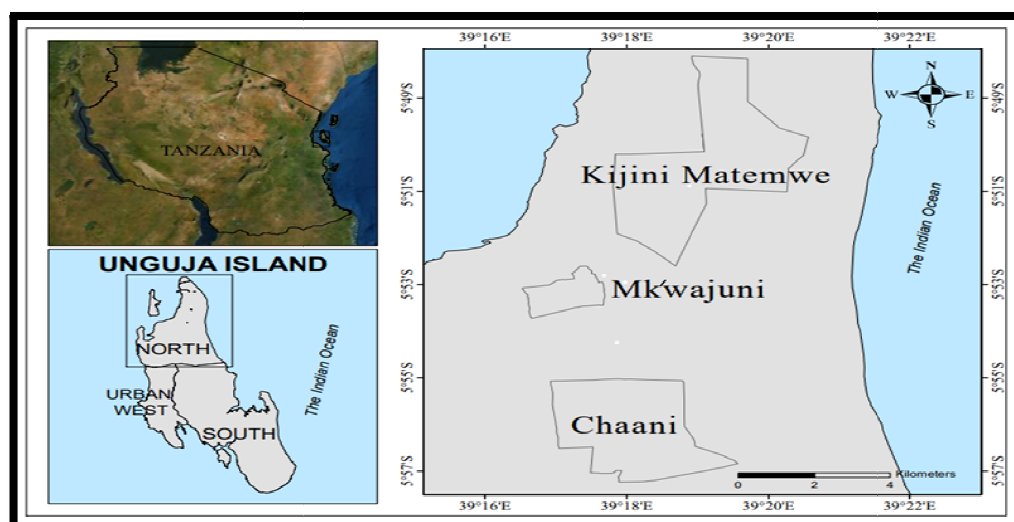 TANZANIA
UNGUJA ISLAND
NORTH
URBAN
WEST
SOUTH
The Indian Ocean
39°16'E 39°18'E 39°20'E 39°22'E
N
W E
S
5°49'S 5°49'S
Kijini Matemwe
5°51'S 5°51'S
The Indian Ocean
5°53'S 5°53'S
Mkwajuni
5°55'S 5°55'S
Chaani
5°57'S 5°57'S
Kilometers
0 2 4
39°16'E 39°18'E 39°20'E 39°22'E